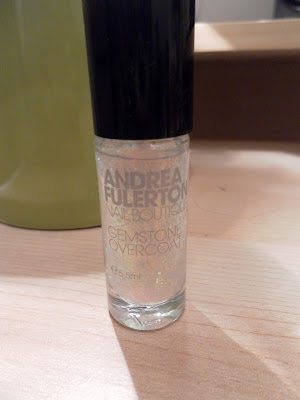 ANDREA
FULERTON
NAIL BOUTIQUE
GEMSTONE
OVERCOAT